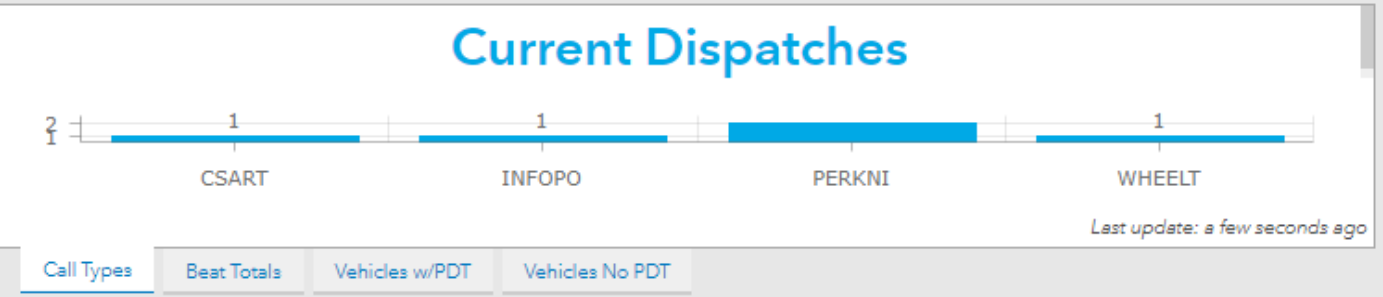 Current Dispatches
2
1
1 1 1
CSART INFOPO PERKNI WHEELT
Last update: a few seconds ago
Call Types Beat Totals Vehicles w/PDT Vehicles No PDT